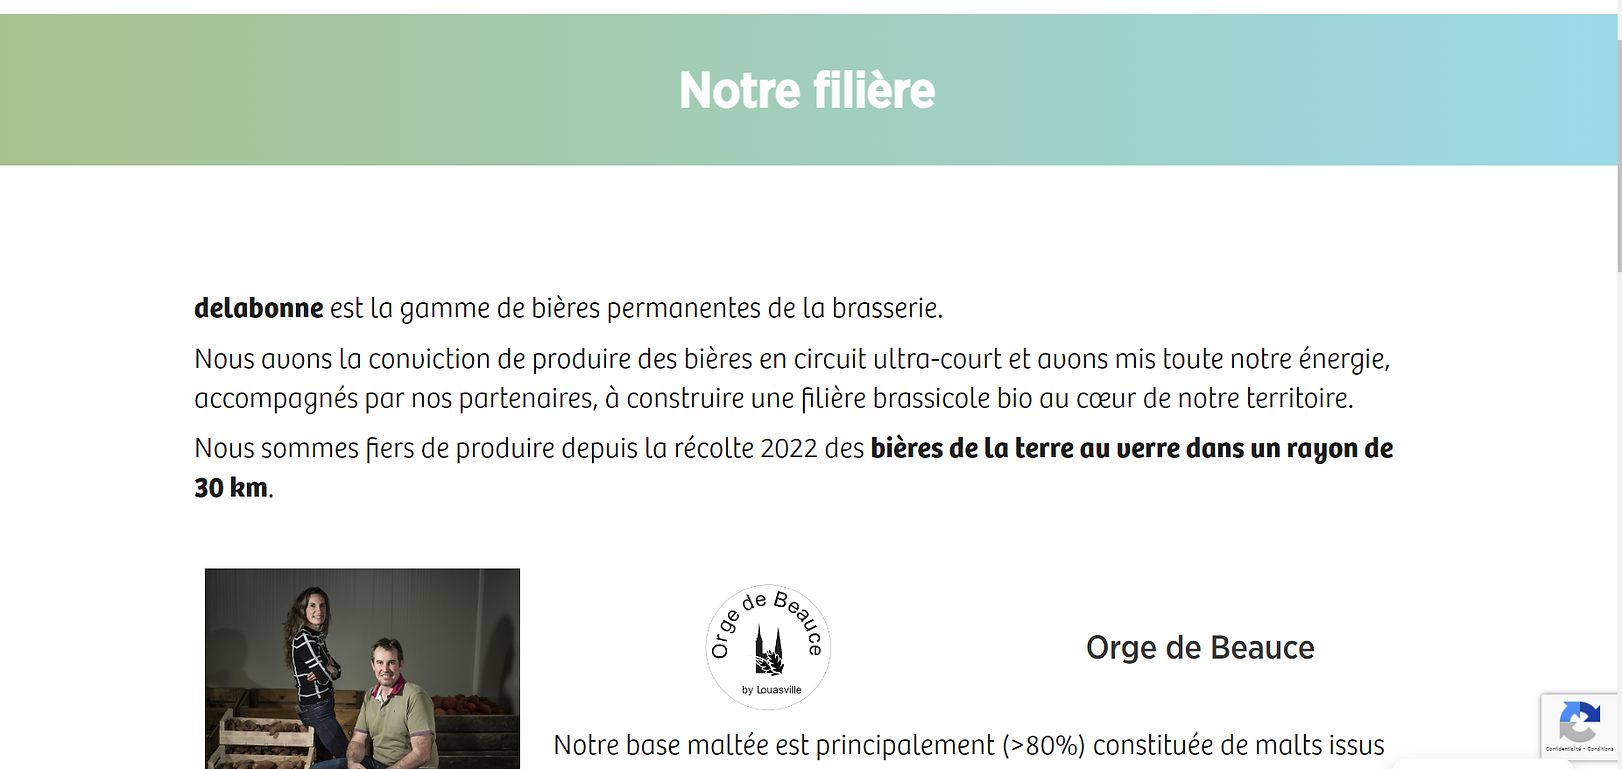 Notre filière
delabonne est la gamme de bières permanentes de la brasserie.
Nous avons la conviction de produire des bières en circuit ultra-court et avons mis toute notre énergie,
accompagnés par nos partenaires, à construire une filière brassicole bio au cœur de notre territoire.
Nous sommes fiers de produire depuis la récolte 2022 des bières de la terre au verre dans un rayon de
30 km.
Orge de Beauce
by Louasville
Orge de Beauce
Notre base maltée est principalement (>80%) constituée de malts issus
Confidentialité - Conditions